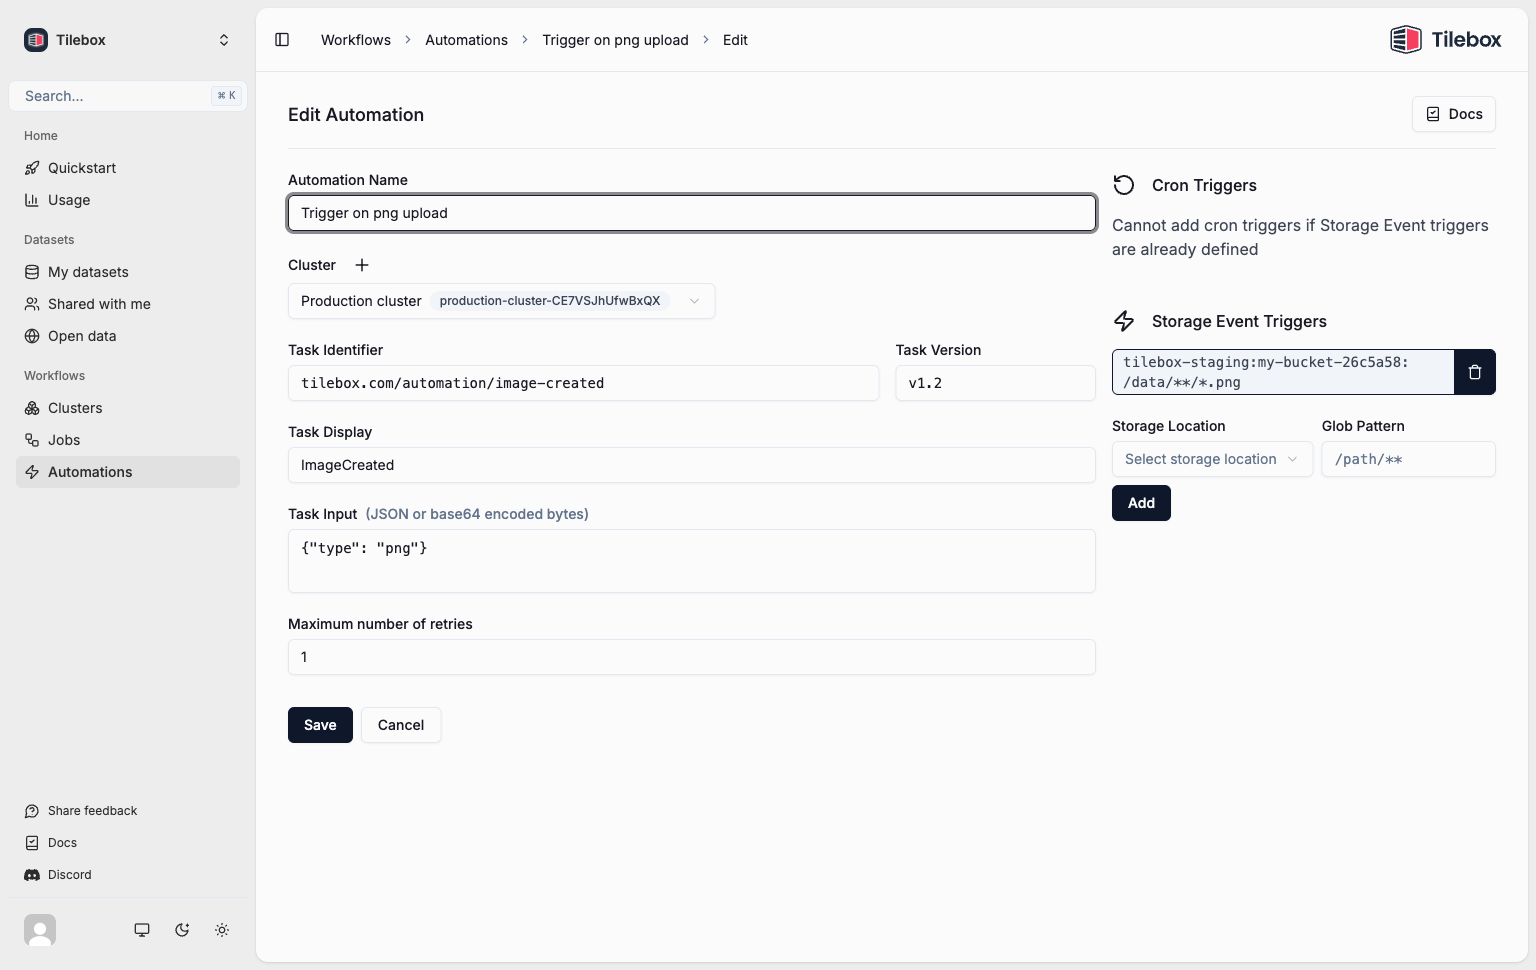 Tilebox
Search...
⌘ K
Home
Quickstart
Usage
Datasets
My datasets
Shared with me
Open data
Workflows
Clusters
Jobs
Automations
Share feedback
Docs
Discord
Workflows > Automations > Trigger on png upload > Edit
Tilebox
Edit Automation
Docs
Automation Name
Trigger on png upload
Cluster +
Production cluster production-cluster-CE7VSJhUfwBxQX
Task Identifier
tilebox.com/automation/image-created
Task Version
v1.2
Task Display
ImageCreated
Task Input (JSON or base64 encoded bytes)
{"type": "png"}
Maximum number of retries
1
Save
Cancel
Cron Triggers
Cannot add cron triggers if Storage Event triggers
are already defined
Storage Event Triggers
tilebox-staging:my-bucket-26c5a58:
/data/**/*.png
Storage Location
Select storage location
Glob Pattern
/path/**
Add